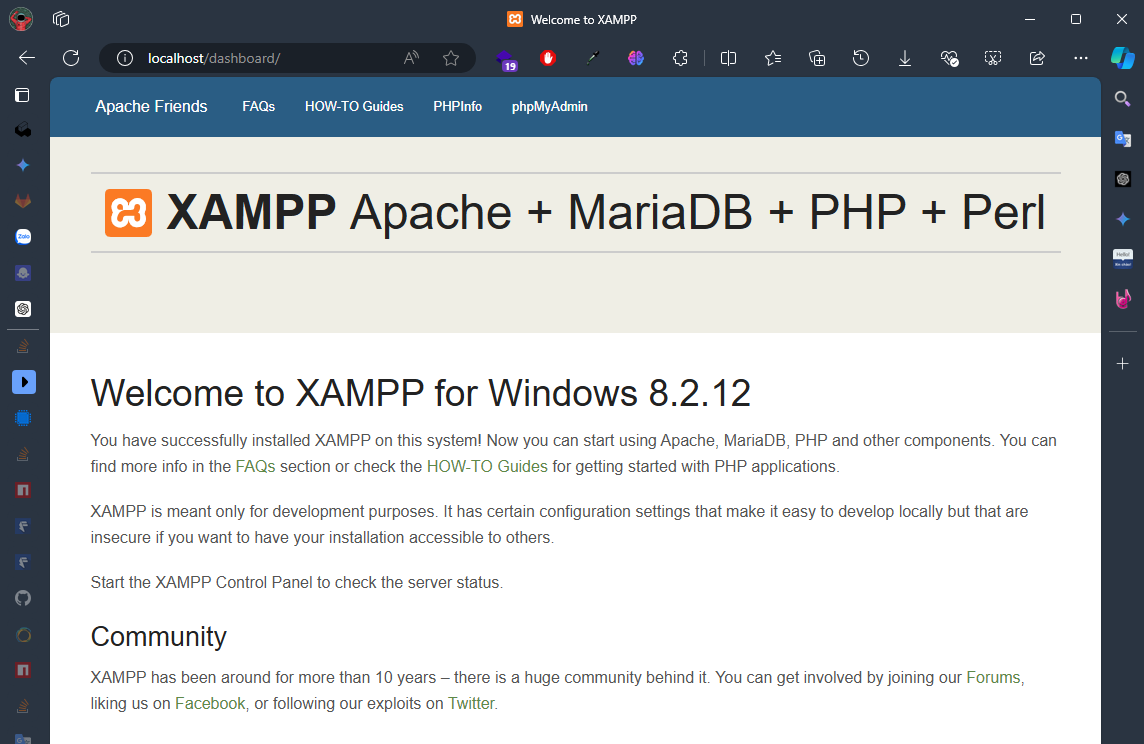 Welcome to XAMPP
localhost/dashboard/
A
19
Apache Friends FAQs HOW-TO Guides PHPInfo phpMyAdmin
XAMPP Apache + MariaDB + PHP + Perl
Zalo
Hello!
Welcome to XAMPP for Windows 8.2.12
You have successfully installed XAMPP on this system! Now you can start using Apache, MariaDB, PHP and other components. You can
find more info in the FAQs section or check the HOW-TO Guides for getting started with PHP applications.
XAMPP is meant only for development purposes. It has certain configuration settings that make it easy to develop locally but that are
insecure if you want to have your installation accessible to others.
Start the XAMPP Control Panel to check the server status.
Community
XAMPP has been around for more than 10 years – there is a huge community behind it. You can get involved by joining our Forums,
liking us on Facebook, or following our exploits on Twitter.